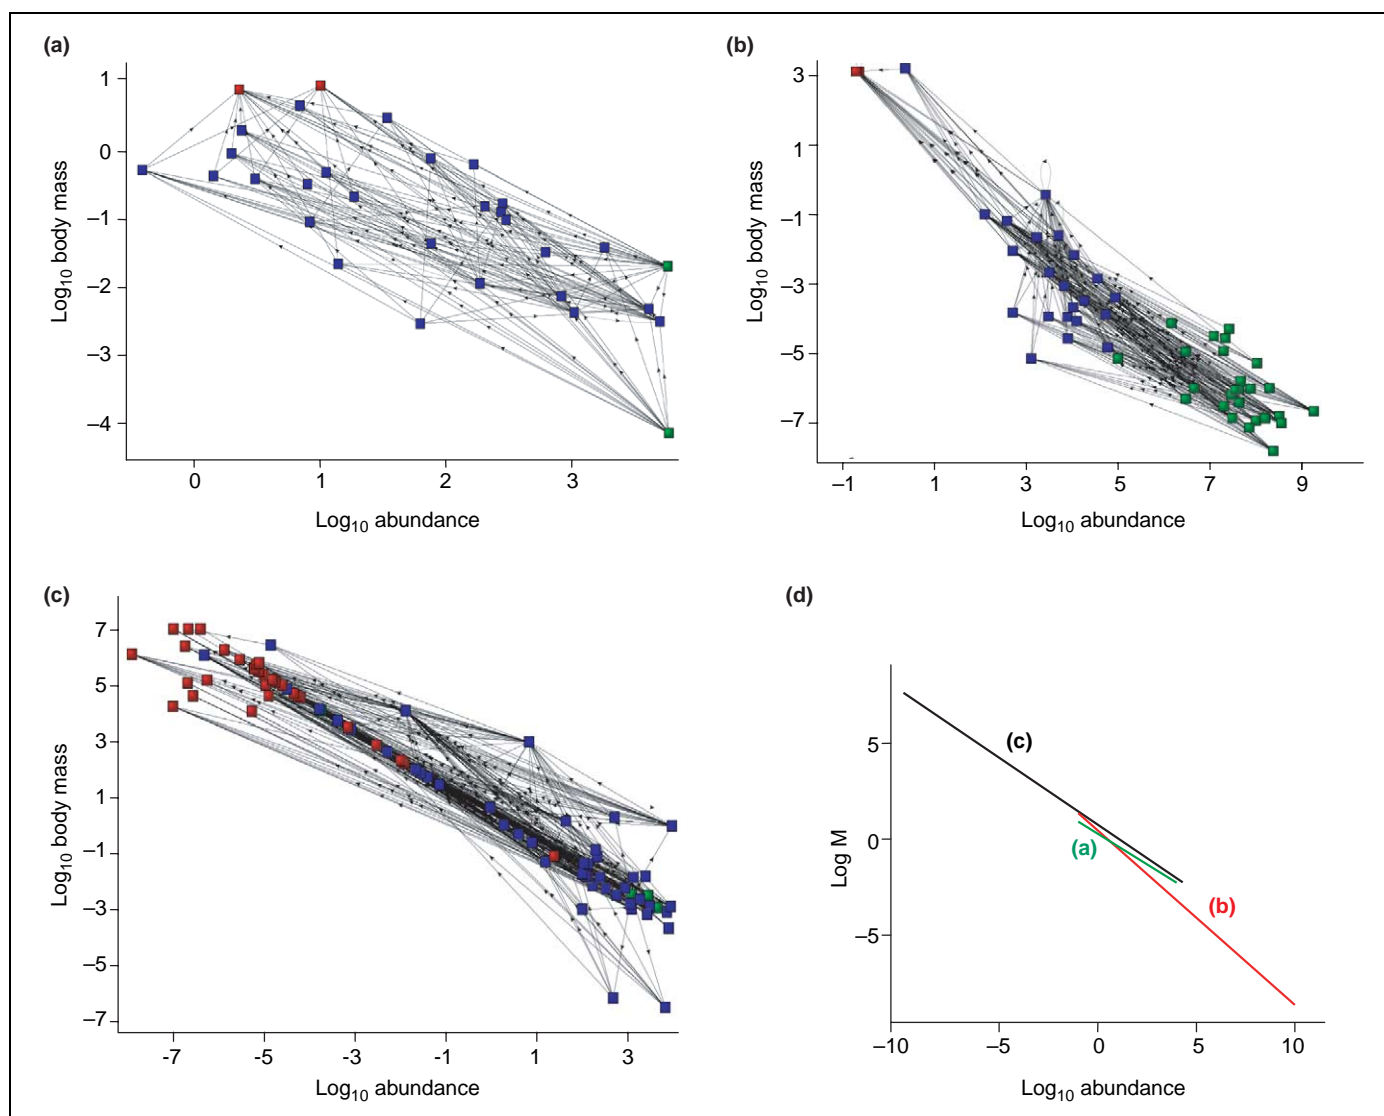 (a)
1
0
–1
–2
–3
–4
Log10 body mass
0 1 2 3
Log10 abundance
(b)
3
1
–1
–3
–5
–7
Log10 body mass
–1 1 3 5 7 9
Log10 abundance
(c)
7
5
3
1
–1
–3
–5
–7
Log10 body mass
-7 -5 -3 -1 1 3
Log10 abundance
(d)
5
0
–5
Log M
(c)
(a)
(b)
–10 –5 0 5 10
Log10 abundance